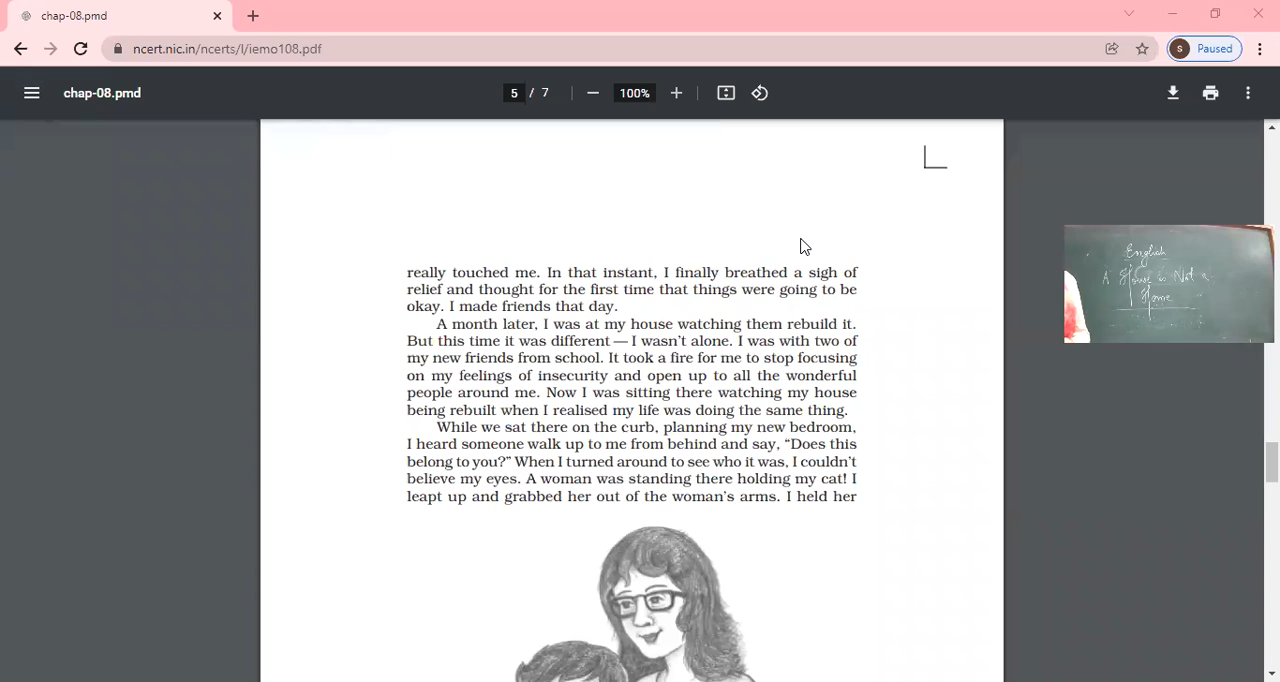 chap-08.pmd
ncert.nic.in/ncerts/l/iemo108.pdf
S Paused
chap-08.pmd
5 / 7
100%
really touched me. In that instant, I finally breathed a sigh of
relief and thought for the first time that things were going to be
okay. I made friends that day.
A month later, I was at my house watching them rebuild it.
But this time it was different — I wasn't alone. I was with two of
my new friends from school. It took a fire for me to stop focusing
on my feelings of insecurity and open up to all the wonderful
people around me. Now I was sitting there watching my house
being rebuilt when I realised my life was doing the same thing.
While we sat there on the curb, planning my new bedroom,
I heard someone walk up to me from behind and say, “Does this
belong to you?” When I turned around to see who it was, I couldn't
believe my eyes. A woman was standing there holding my cat! I
leapt up and grabbed her out of the woman's arms. I held her
English
A House is Not a
Home